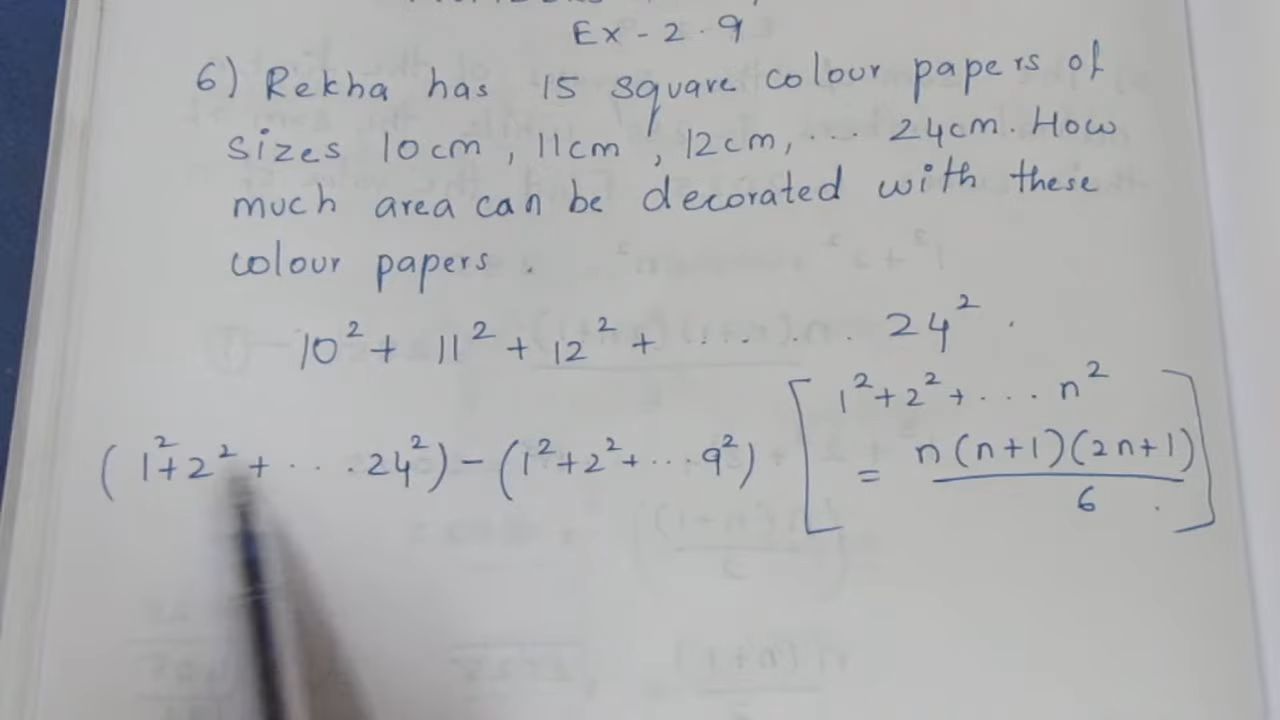 Ex - 2.9
6) Rekha has 15 square colour papers of
sizes 10cm, 11cm, 12cm, ... 24cm. How
much area can be decorated with these
colour papers.
10² + 11² + 12² + ..... 24².
(1²+2²+ ...24²) - (1²+2²+...9²)
[1²+2²+... n²
= n(n+1)(2n+1)/6.]